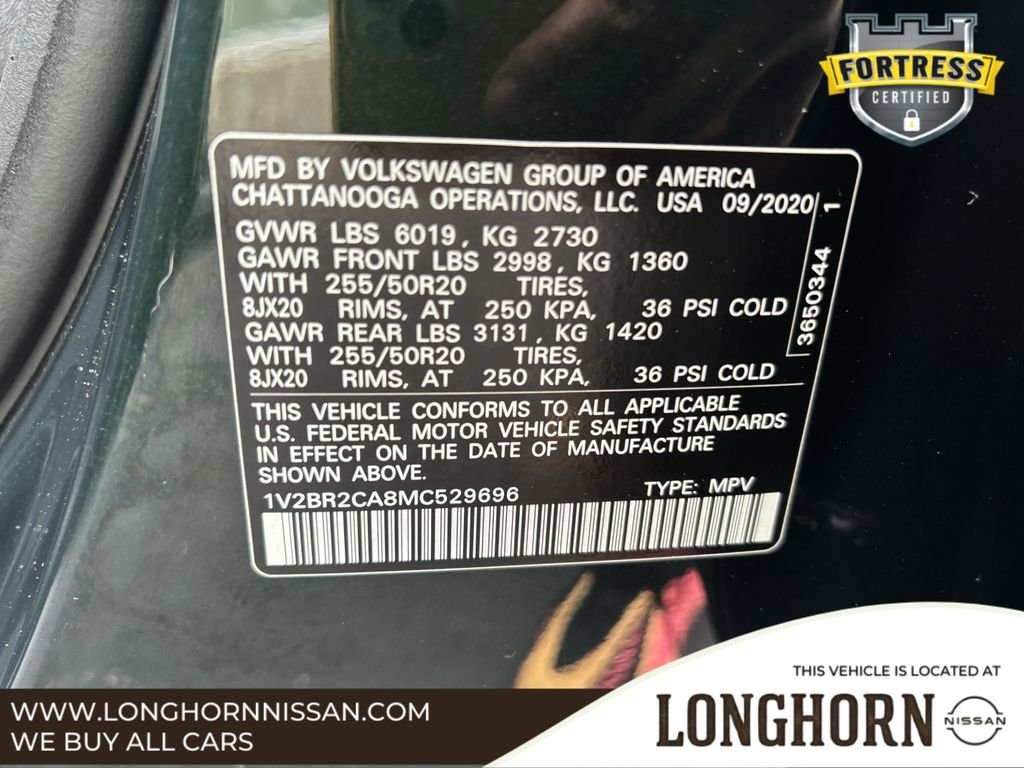 FORTRESS
CERTIFIED
MFD BY VOLKSWAGEN GROUP OF AMERICA
CHATTANOOGA OPERATIONS, LLC. USA 09/2020
GVWR LBS 6019, KG 2730
GAWR FRONT LBS 2998, KG 1360
WITH 255/50R20 TIRES,
8JX20 RIMS, AT 250 KPA, 36 PSI COLD
GAWR REAR LBS 3131, KG 1420
WITH 255/50R20 TIRES,
8JX20 RIMS, AT 250 KPA, 36 PSI COLD
3650344 1
THIS VEHICLE CONFORMS TO ALL APPLICABLE
U.S. FEDERAL MOTOR VEHICLE SAFETY STANDARDS
IN EFFECT ON THE DATE OF MANUFACTURE
SHOWN ABOVE.
1V2BR2CA8MC529696 TYPE: MPV
THIS VEHICLE IS LOCATED AT
LONGHORN NISSAN
WWW.LONGHORNNISSAN.COM
WE BUY ALL CARS